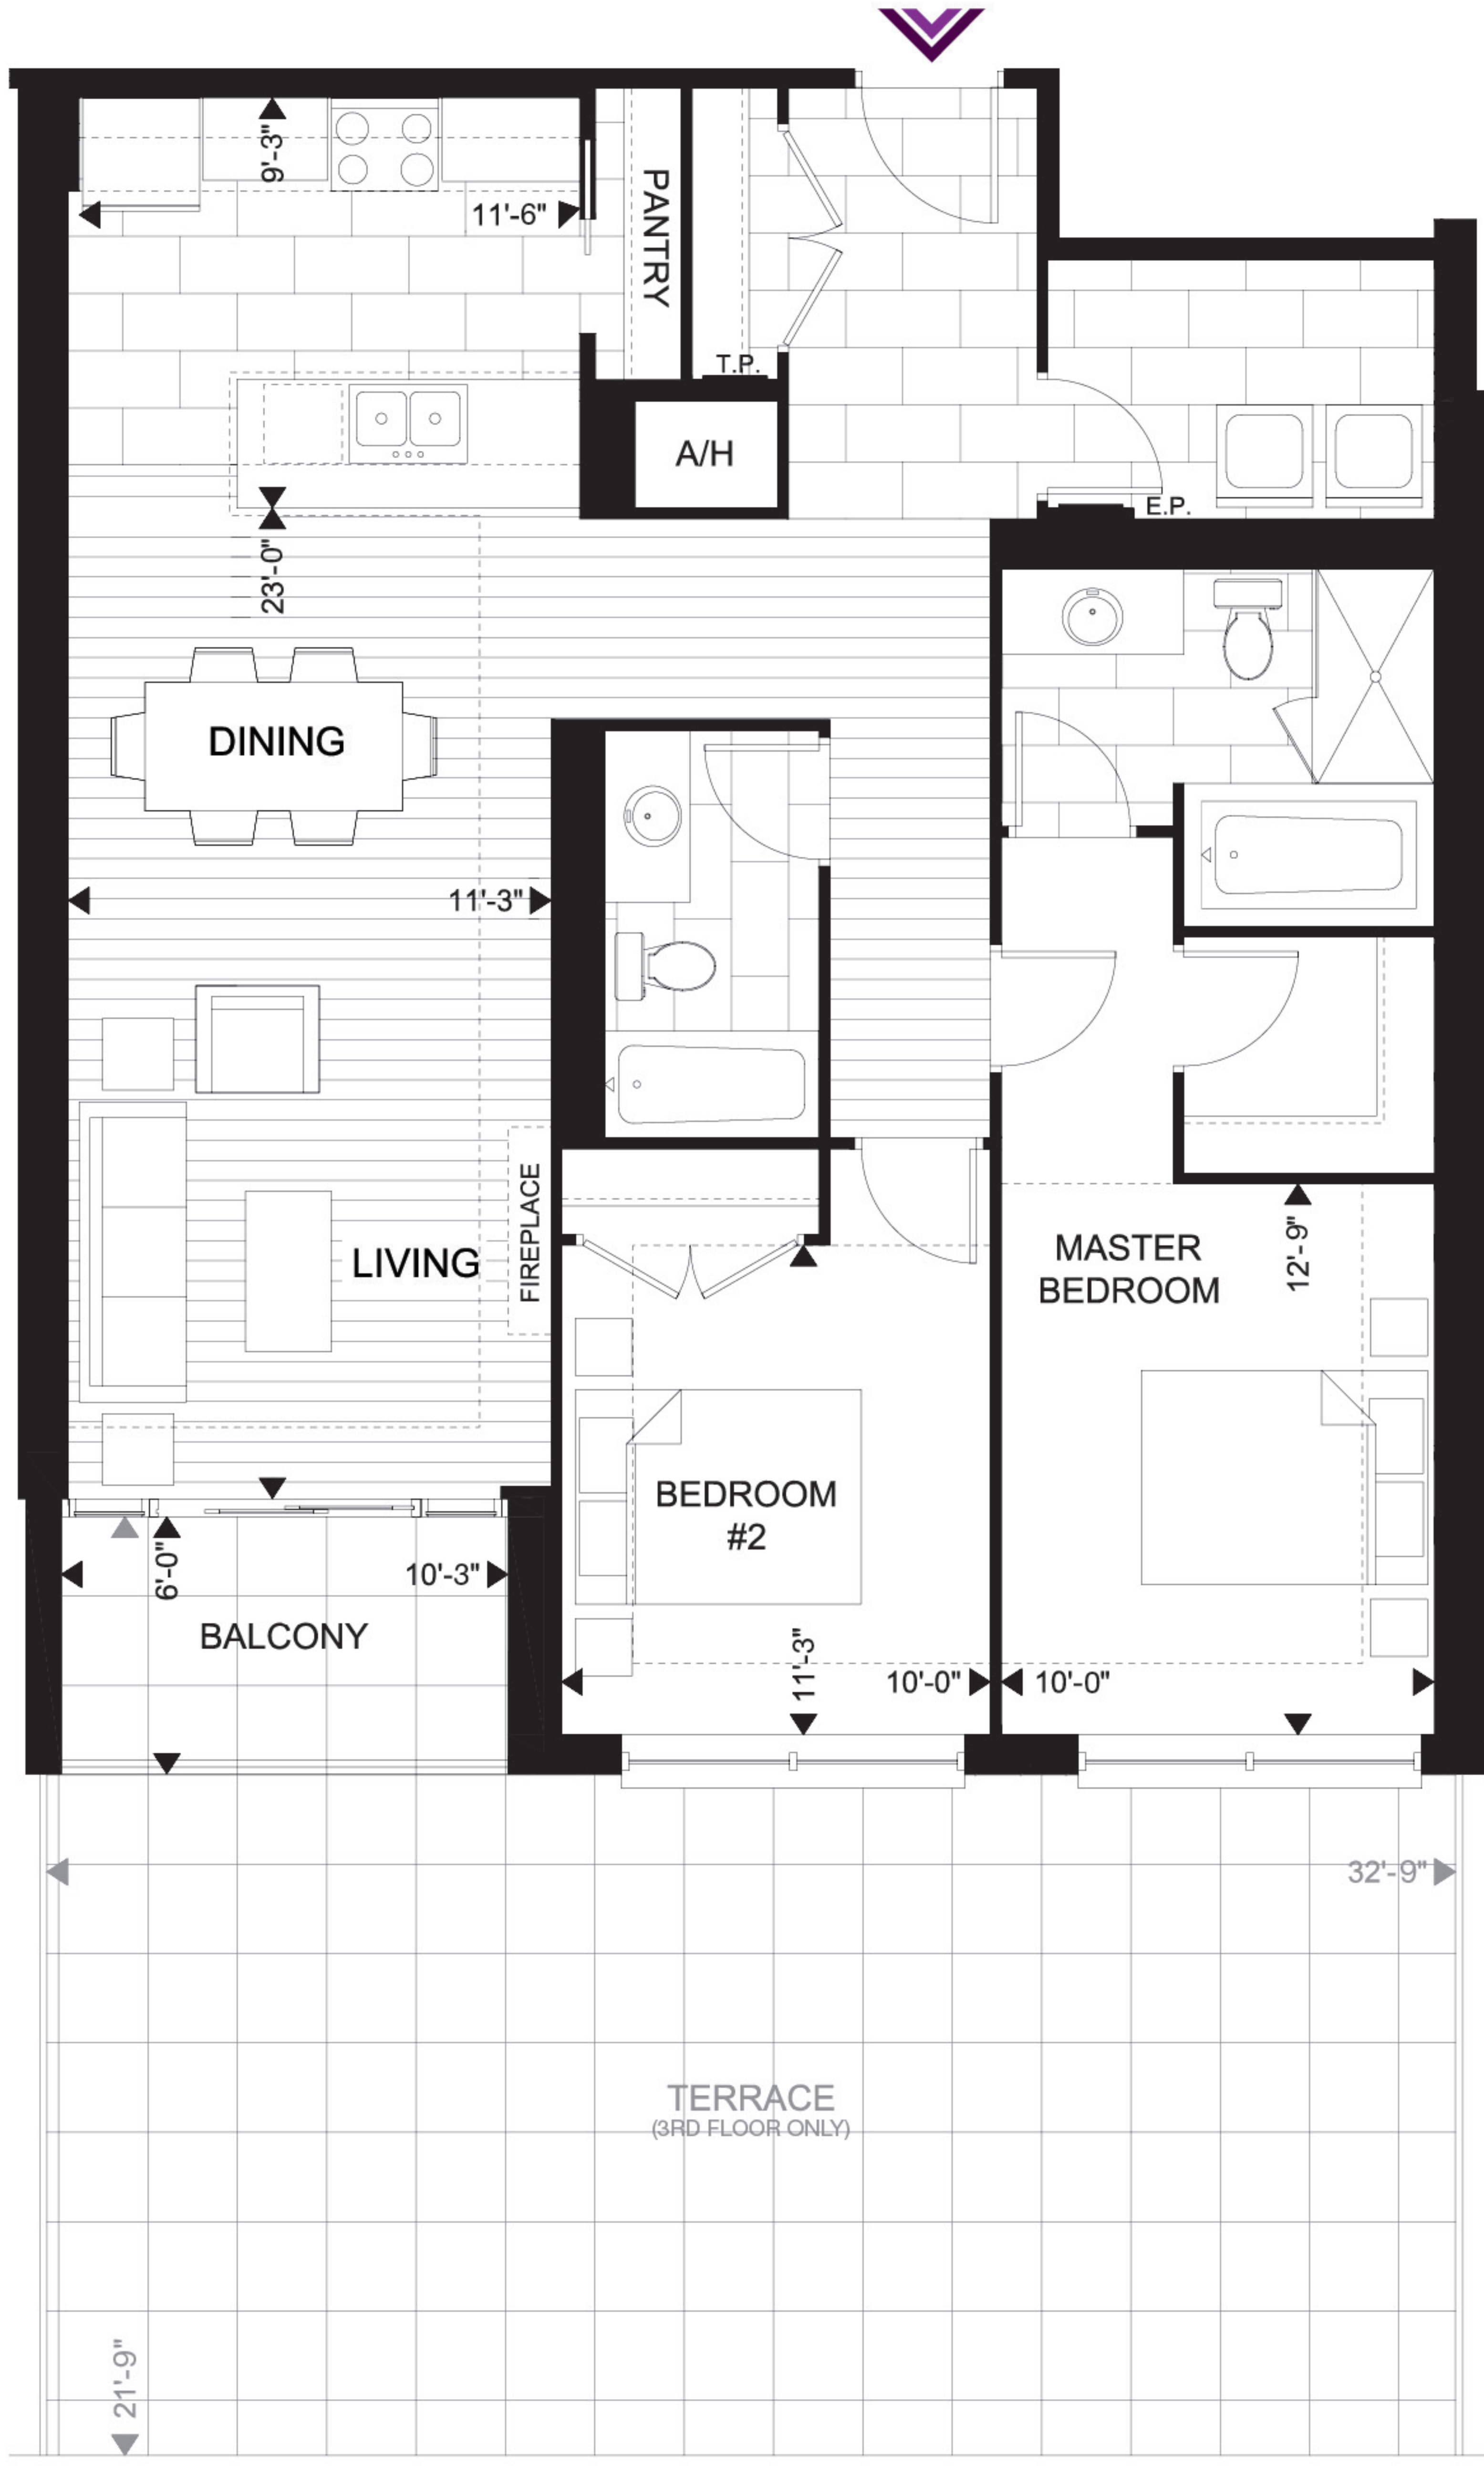 9'-3"
11'-6"
PANTRY
T.P.
A/H
E.P.
23'-0"
DINING
11'-3"
FIREPLACE
LIVING
MASTER
BEDROOM
12'-9"
BEDROOM
#2
6'-0"
10'-3"
BALCONY
11'-3"
10'-0"
10'-0"
32'-9"
TERRACE
(3RD FLOOR ONLY)
21'-9"